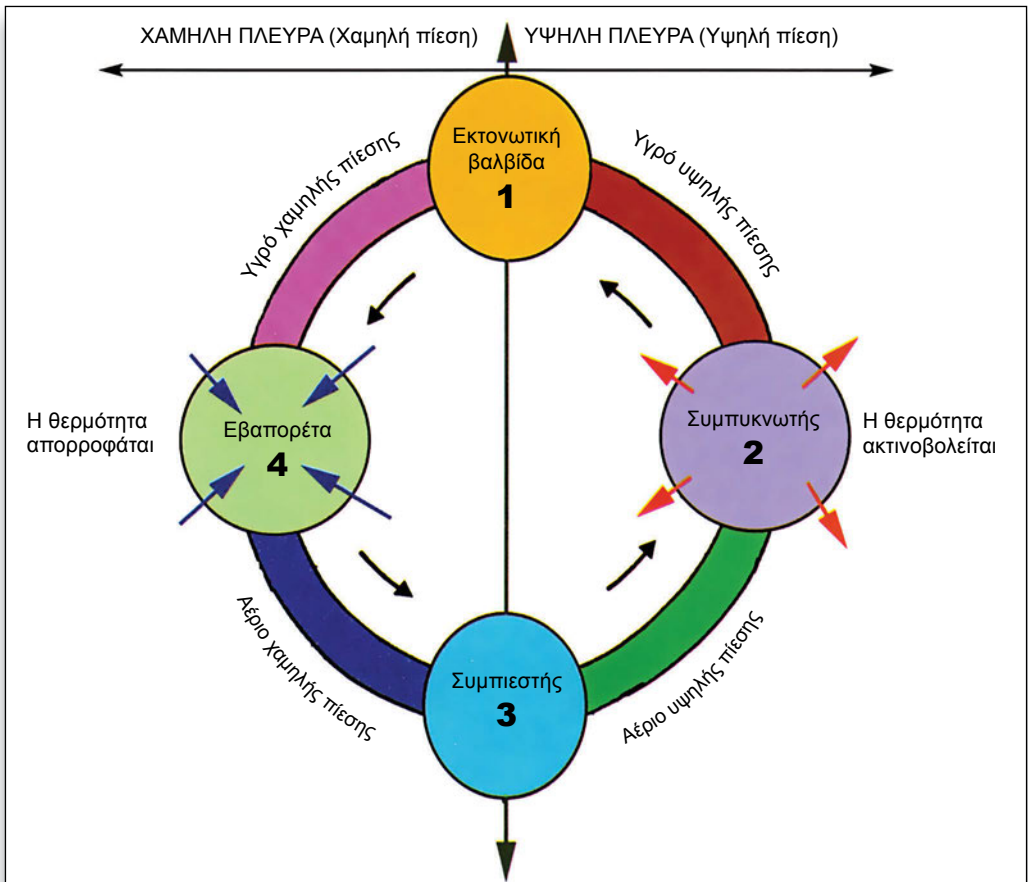 ΧΑΜΗΛΗ ΠΛΕΥΡΑ (Χαμηλή πίεση)
ΥΨΗΛΗ ΠΛΕΥΡΑ (Υψηλή πίεση)
Εκτονωτική
βαλβίδα
1
Υγρό χαμηλής πίεσης
Υγρό υψηλής πίεσης
Η θερμότητα
απορροφάται
Εβαπορέτα
4
Συμπυκνωτής
2
Η θερμότητα
ακτινοβολείται
Αέριο χαμηλής πίεσης
Συμπιεστής
3
Αέριο υψηλής πίεσης